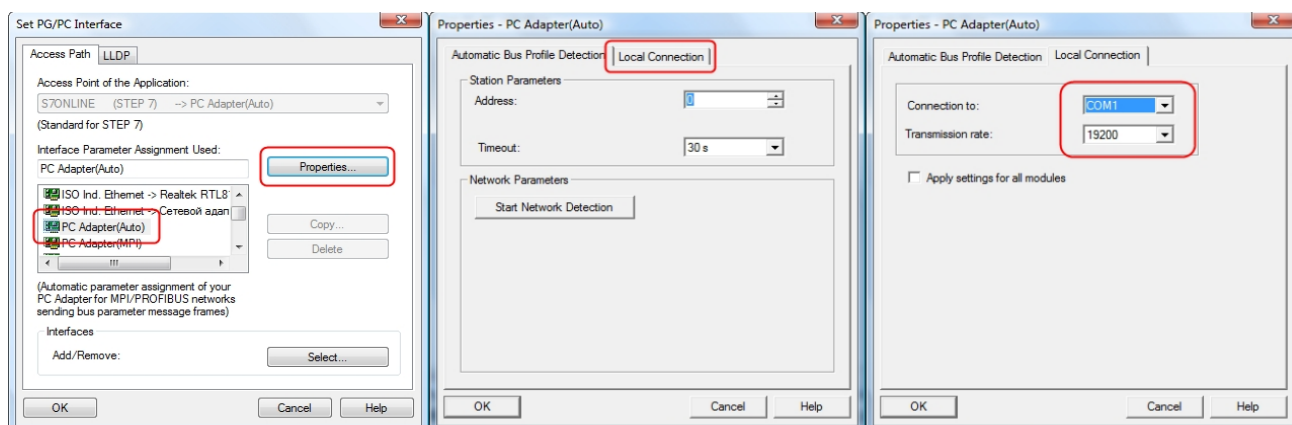 Set PG/PC Interface
Access Path
LLDP
Access Point of the Application:
S7ONLINE (STEP 7) --> PC Adapter(Auto)
(Standard for STEP 7)
Interface Parameter Assignment Used:
PC Adapter(Auto)
Properties...
ISO Ind. Ethernet -> Realtek RTL8
ISO Ind. Ethernet -> Сетевой адап
PC Adapter(Auto)
PC Adapter(MPI)
Copy...
Delete
(Automatic parameter assignment of your
PC Adapter for MPI/PROFIBUS networks
sending bus parameter message frames)
Interfaces
Add/Remove:
Select...
OK
Cancel
Help
Properties - PC Adapter(Auto)
Automatic Bus Profile Detection
Local Connection
Station Parameters
Address:
0
Timeout:
30 s
Network Parameters
Start Network Detection
OK
Cancel
Help
Properties - PC Adapter(Auto)
Automatic Bus Profile Detection
Local Connection
Connection to:
COM1
Transmission rate:
19200
Apply settings for all modules
OK
Cancel
Help